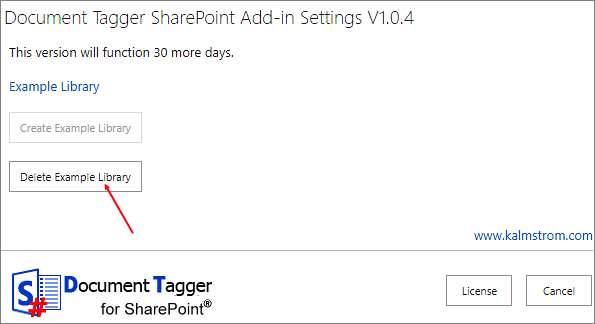 Document Tagger SharePoint Add-in Settings V1.0.4
This version will function 30 more days.
Example Library
Create Example Library
Delete Example Library
www.kalmstrom.com
S
#
Document Tagger
for SharePoint®
License
Cancel